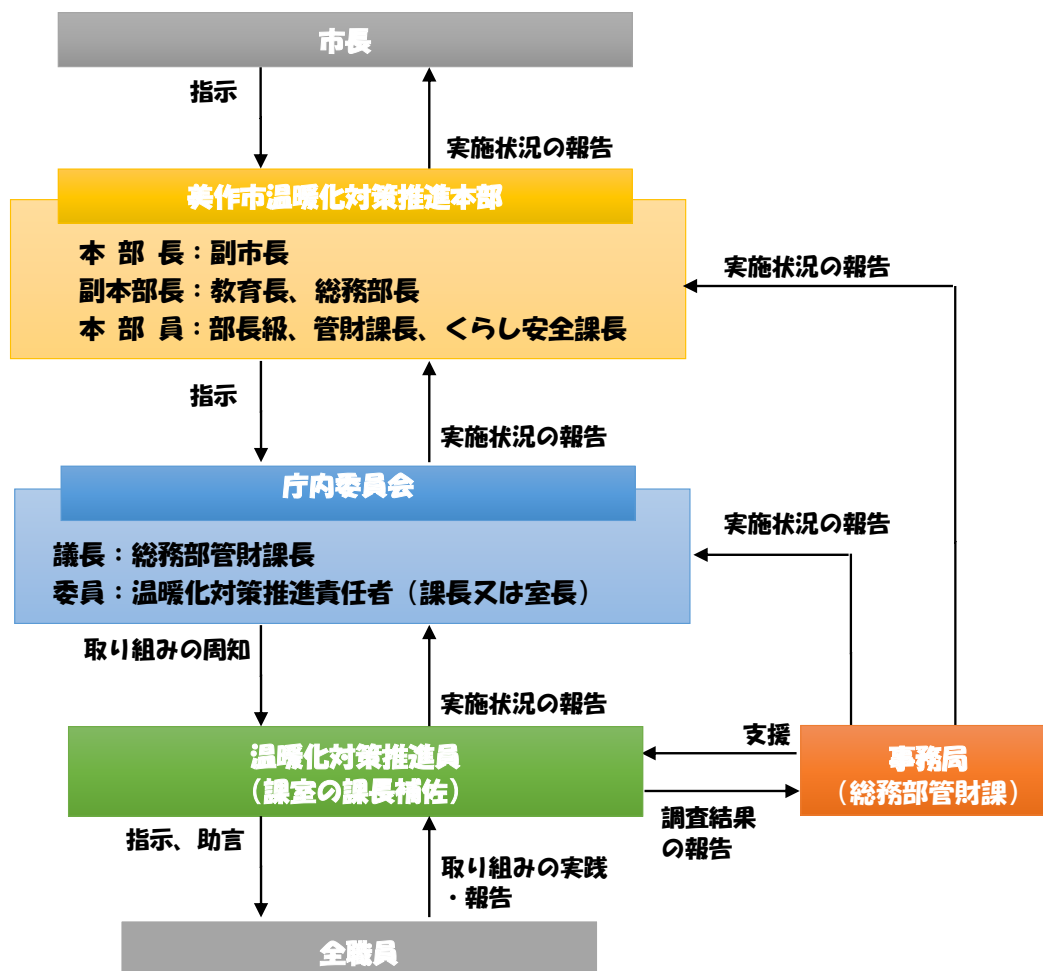 市長
指示
実施状況の報告
美作市温暖化対策推進本部
本 部 長：副市長
副本部長：教育長、総務部長
本 部 員：部長級、管財課長、くらし安全課長
実施状況の報告
指示
実施状況の報告
庁内委員会
議長：総務部管財課長
委員：温暖化対策推進責任者（課長又は室長）
実施状況の報告
取り組みの周知
実施状況の報告
温暖化対策推進員
（課室の課長補佐）
支援
調査結果
の報告
事務局
（総務部管財課）
指示、助言
取り組みの実践
・報告
全職員